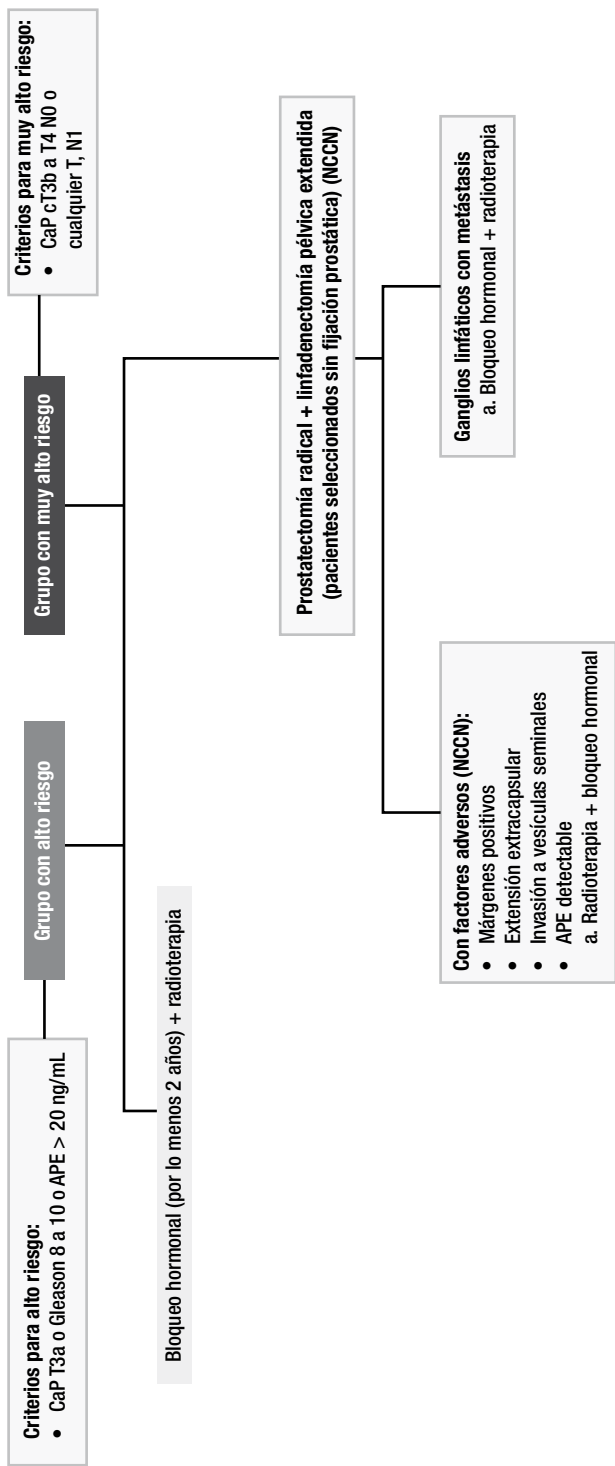 Criterios para alto riesgo:
• CaP T3a o Gleason 8 a 10 o APE > 20 ng/mL
Grupo con alto riesgo
Grupo con muy alto riesgo
Criterios para muy alto riesgo:
• CaP cT3b a T4 N0 o
cualquier T, N1
Bloqueo hormonal (por lo menos 2 años) + radioterapia
Prostatectomía radical + linfadenectomía pélvica extendida
(pacientes seleccionados sin fijación prostática) (NCCN)
Con factores adversos (NCCN):
• Márgenes positivos
• Extensión extracapsular
• Invasión a vesículas seminales
• APE detectable
a. Radioterapia + bloqueo hormonal
Ganglios linfáticos con metástasis
a. Bloqueo hormonal + radioterapia